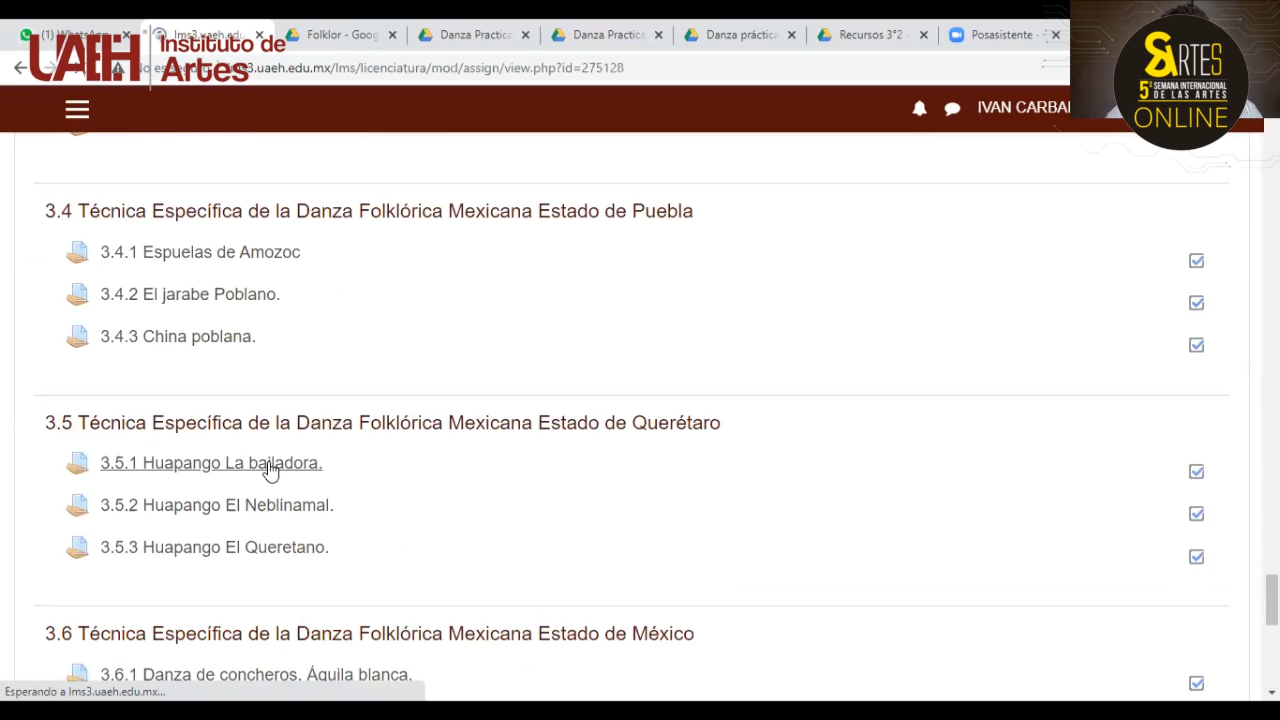 (1) WhatsApp
lms3.uaeh.edu.
Folklor - Goog
Danza Practica
Danza Practica
Danza práctica
Recursos 3°2 -
Posasistente -
UAEH Instituto de
Artes
lms3.uaeh.edu.mx/lms/licenciatura/mod/assign/view.php?id=275128
IVAN CARBA
S&ARTES
5ª SEMANA INTERNACIONAL
DE LAS ARTES
ONLINE
3.4 Técnica Específica de la Danza Folklórica Mexicana Estado de Puebla
3.4.1 Espuelas de Amozoc
3.4.2 El jarabe Poblano.
3.4.3 China poblana.
3.5 Técnica Específica de la Danza Folklórica Mexicana Estado de Querétaro
3.5.1 Huapango La bailadora.
3.5.2 Huapango El Neblinamal.
3.5.3 Huapango El Queretano.
3.6 Técnica Específica de la Danza Folklórica Mexicana Estado de México
3.6.1 Danza de concheros. Águila blanca.
Esperando a lms3.uaeh.edu.mx...